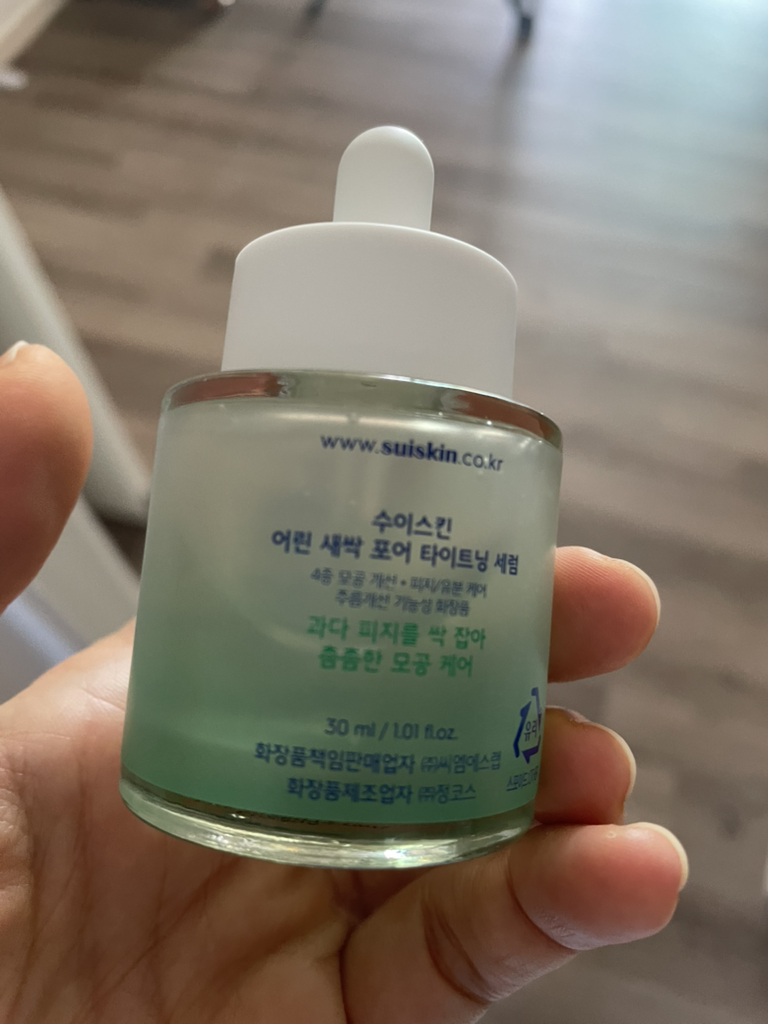 www.suiskin.co.kr
수이스킨
어린 새싹 포어 타이트닝 세럼
4층 모공 개선 • 피지/유분 케어
주름개선 기능성 화장품
과다 피지를 싹 잡아
촘촘한 모공 케어
30 ml / 1.01 fl.oz.
화장품책임판매업자 ㈜씨엠에스랩
화장품제조업자 ㈜정코스
유리